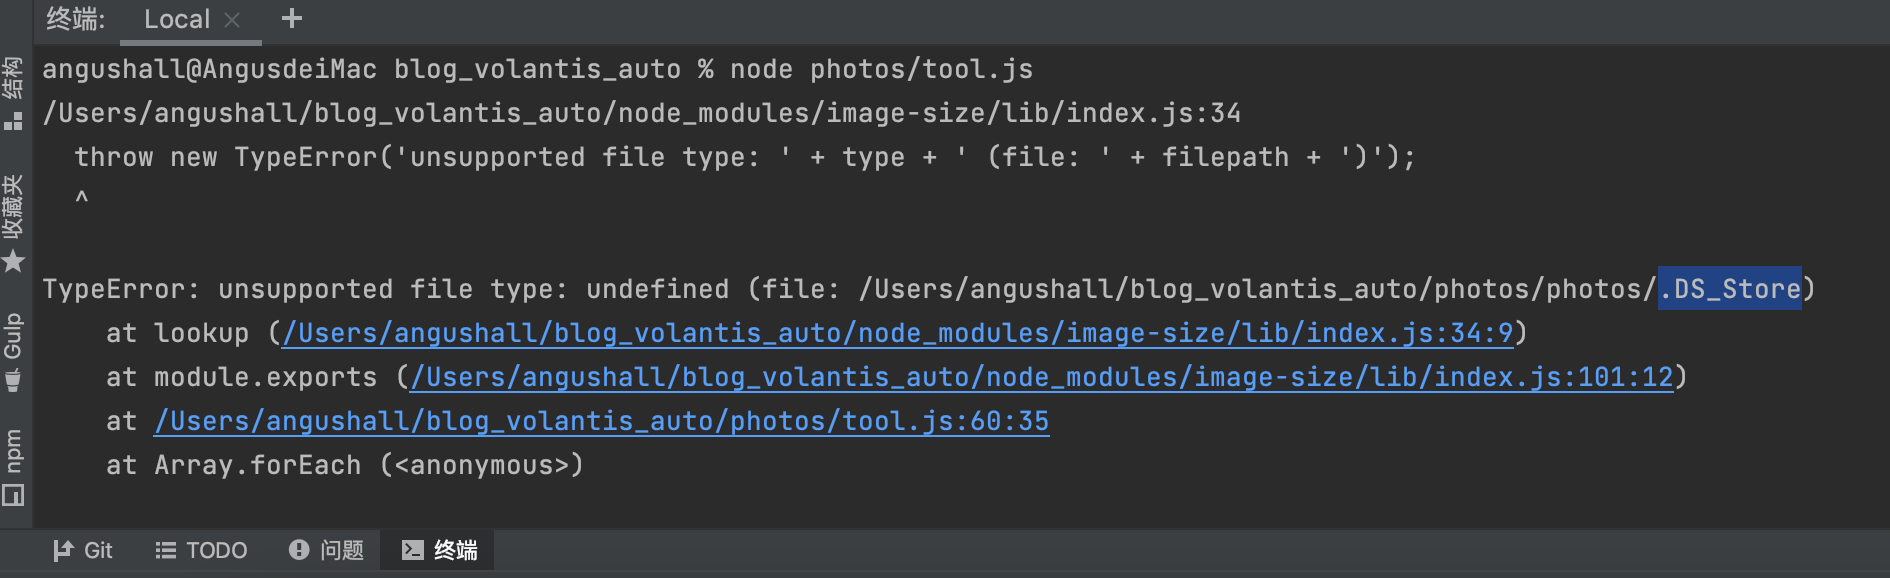 终端: Local × +
angushall@AngusdeiMac blog_volantis_auto % node photos/tool.js
/Users/angushall/blog_volantis_auto/node_modules/image-size/lib/index.js:34
  throw new TypeError('unsupported file type: ' + type + ' (file: ' + filepath + ')');
  ^
TypeError: unsupported file type: undefined (file: /Users/angushall/blog_volantis_auto/photos/photos/.DS_Store)
    at lookup (/Users/angushall/blog_volantis_auto/node_modules/image-size/lib/index.js:34:9)
    at module.exports (/Users/angushall/blog_volantis_auto/node_modules/image-size/lib/index.js:101:12)
    at /Users/angushall/blog_volantis_auto/photos/tool.js:60:35
    at Array.forEach (<anonymous>)
结构
收藏夹
Gulp
npm
Git TODO 问题 终端